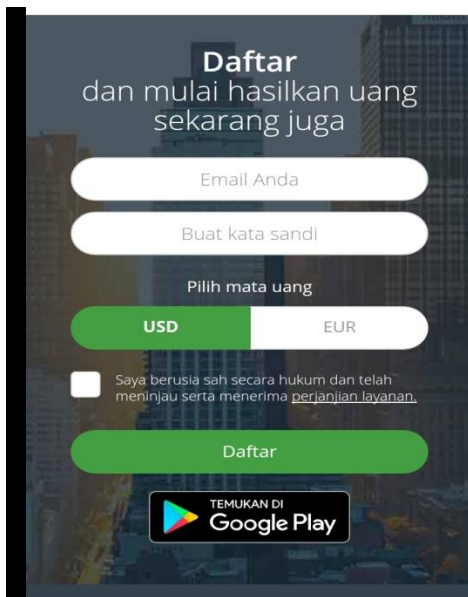 Daftar
dan mulai hasilkan uang
sekarang juga
Email Anda
Buat kata sandi
Pilih mata uang
USD
EUR
Saya berusia sah secara hukum dan telah
meninjau serta menerima perjanjian layanan.
Daftar
TEMUKAN DI
Google Play